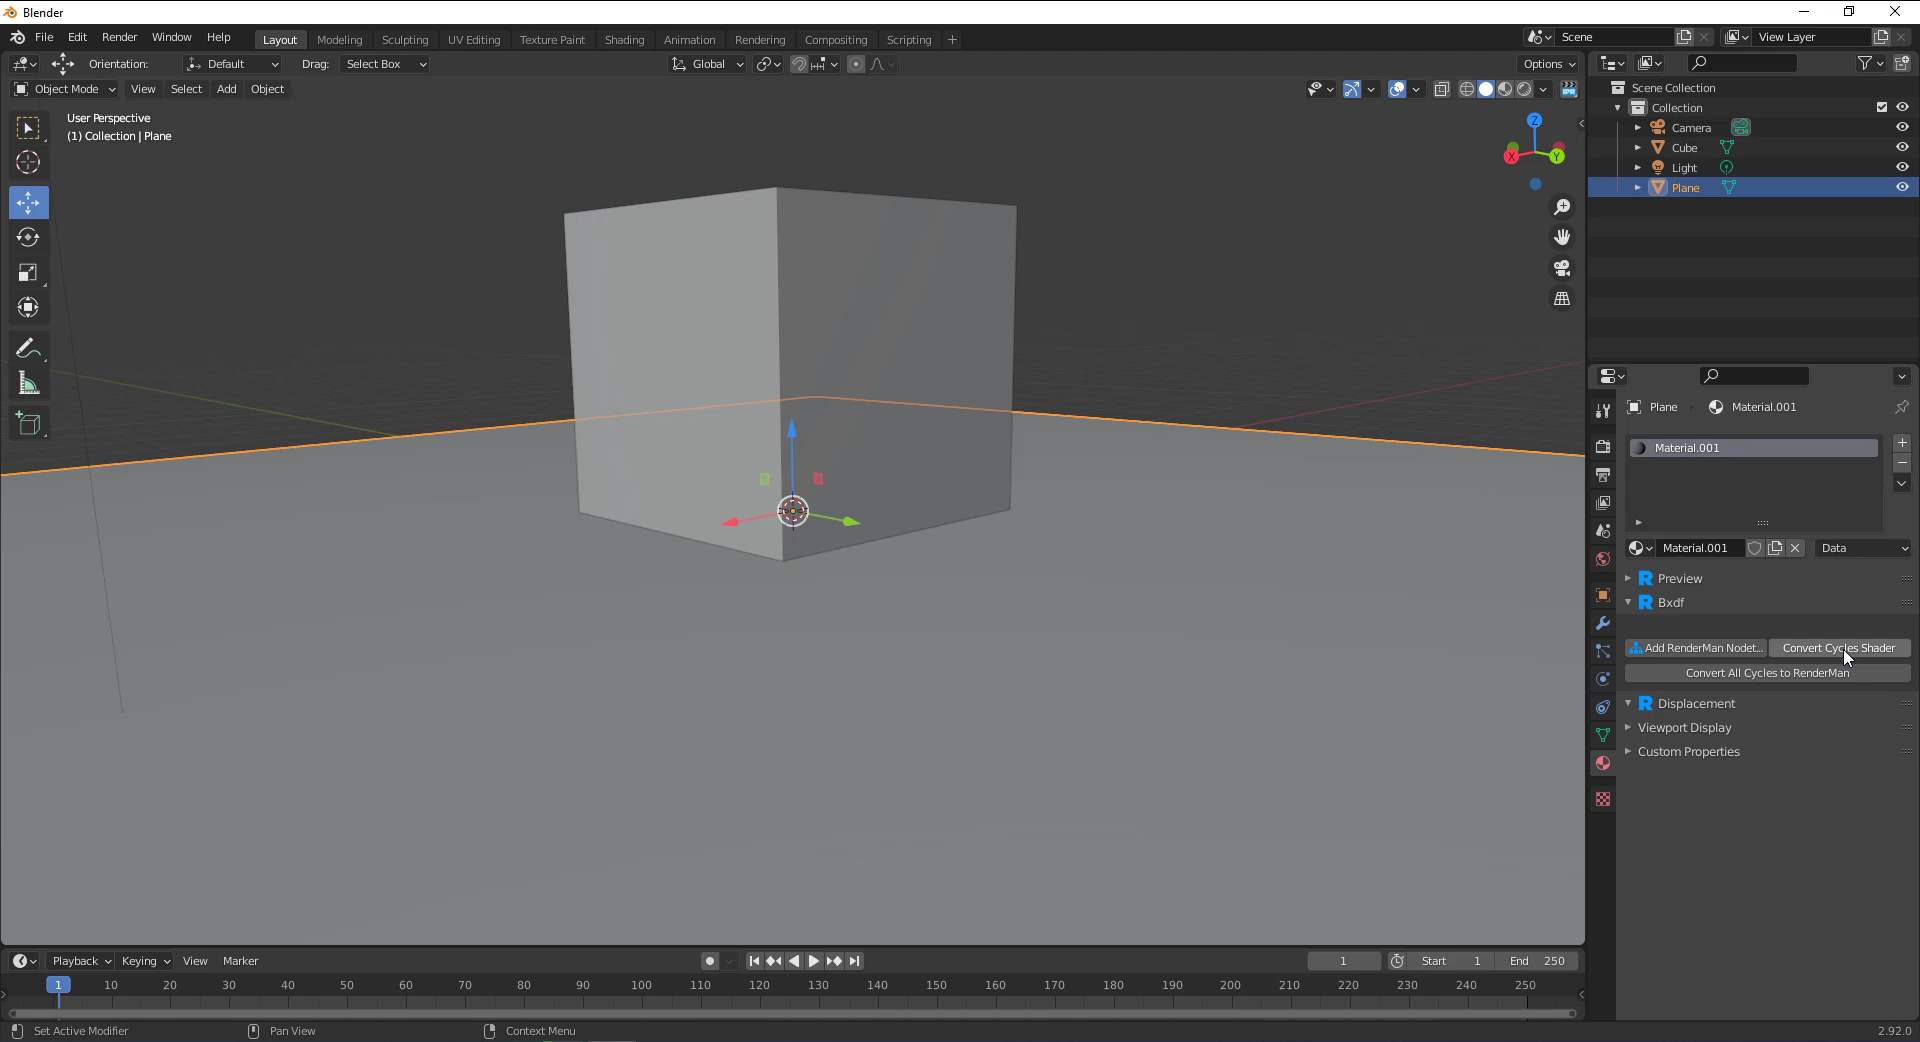 Blender
File Edit Render Window Help Layout Modeling Sculpting UV Editing Texture Paint Shading Animation Rendering Compositing Scripting + Scene View Layer
Orientation: Default Drag: Select Box Global Options
Object Mode View Select Add Object IPR
User Perspective
(1) Collection | Plane
Z
X Y
Scene Collection
Collection
Camera
Cube
Light
Plane
Plane Material.001
Material.001
Material.001 Data
R Preview
R Bxdf
Add RenderMan Nodet... Convert Cycles Shader
Convert All Cycles to RenderMan
R Displacement
Viewport Display
Custom Properties
Playback Keying View Marker 1 Start 1 End 250
1 10 20 30 40 50 60 70 80 90 100 110 120 130 140 150 160 170 180 190 200 210 220 230 240 250
Set Active Modifier Pan View Context Menu 2.92.0